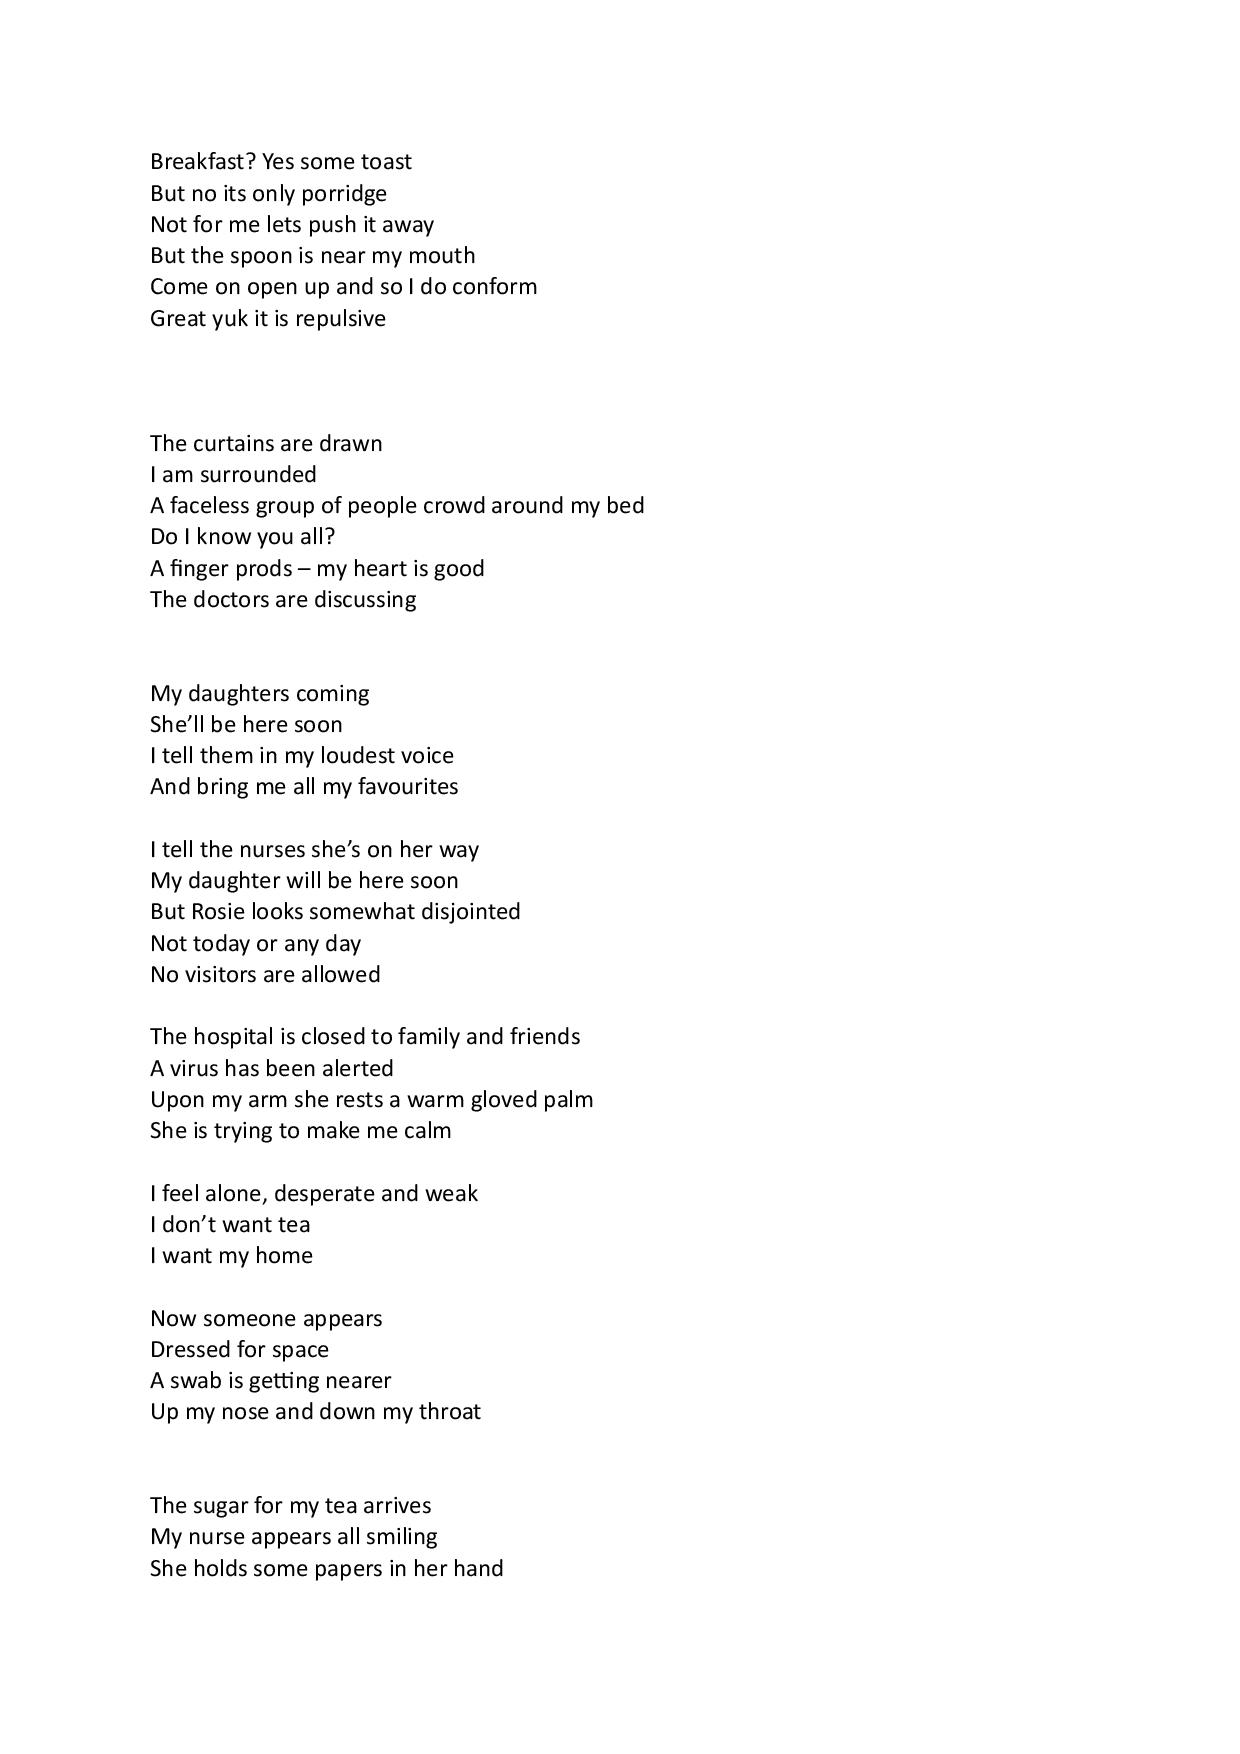 Breakfast? Yes some toast
But no its only porridge
Not for me lets push it away
But the spoon is near my mouth
Come on open up and so I do conform
Great yuk it is repulsive
The curtains are drawn
I am surrounded
A faceless group of people crowd around my bed
Do I know you all?
A finger prods – my heart is good
The doctors are discussing
My daughters coming
She’ll be here soon
I tell them in my loudest voice
And bring me all my favourites
I tell the nurses she’s on her way
My daughter will be here soon
But Rosie looks somewhat disjointed
Not today or any day
No visitors are allowed
The hospital is closed to family and friends
A virus has been alerted
Upon my arm she rests a warm gloved palm
She is trying to make me calm
I feel alone, desperate and weak
I don’t want tea
I want my home
Now someone appears
Dressed for space
A swab is getting nearer
Up my nose and down my throat
The sugar for my tea arrives
My nurse appears all smiling
She holds some papers in her hand